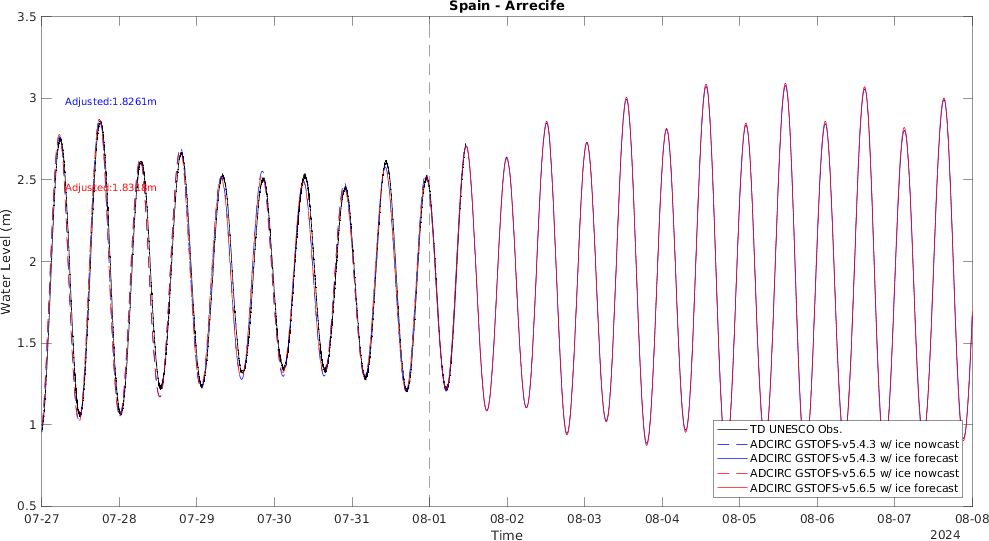 Spain - Arrecife
3.5
3
2.5
2
1.5
1
0.5
Water Level (m)
Adjusted:1.8261m
Adjusted:1.8348m
TD UNESCO Obs.
ADCIRC GSTOFS-v5.4.3 w/ ice nowcast
ADCIRC GSTOFS-v5.4.3 w/ ice forecast
ADCIRC GSTOFS-v5.6.5 w/ ice nowcast
ADCIRC GSTOFS-v5.6.5 w/ ice forecast
07-27 07-28 07-29 07-30 07-31 08-01 08-02 08-03 08-04 08-05 08-06 08-07 08-08
Time
2024